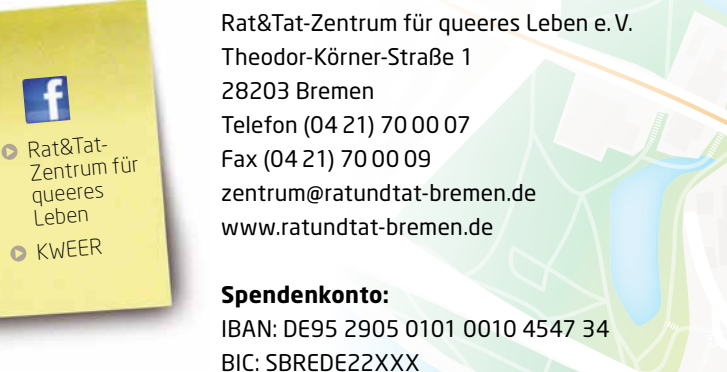 Rat&Tat-
Zentrum für
queeres
Leben
KWEER
Rat&Tat-Zentrum für queeres Leben e. V.
Theodor-Körner-Straße 1
28203 Bremen
Telefon (04 21) 70 00 07
Fax (04 21) 70 00 09
zentrum@ratundtat-bremen.de
www.ratundtat-bremen.de
Spendenkonto:
IBAN: DE95 2905 0101 0010 4547 34
BIC: SBREDE22XXX